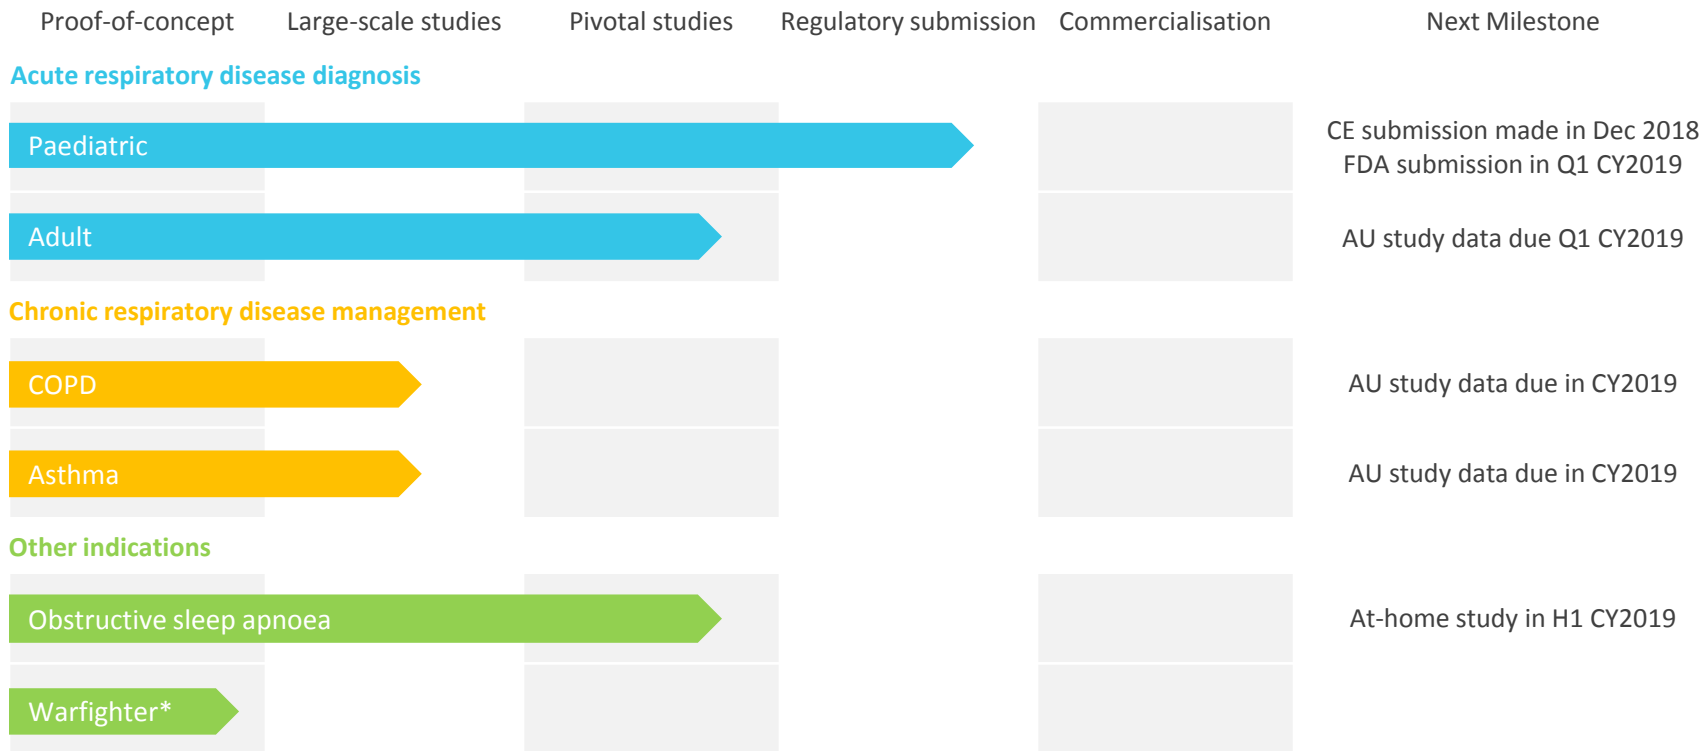 Proof-of-concept Large-scale studies Pivotal studies Regulatory submission Commercialisation Next Milestone
Acute respiratory disease diagnosis
Paediatric
CE submission made in Dec 2018
FDA submission in Q1 CY2019
Adult
AU study data due Q1 CY2019
Chronic respiratory disease management
COPD
AU study data due in CY2019
Asthma
AU study data due in CY2019
Other indications
Obstructive sleep apnoea
At-home study in H1 CY2019
Warfighter*